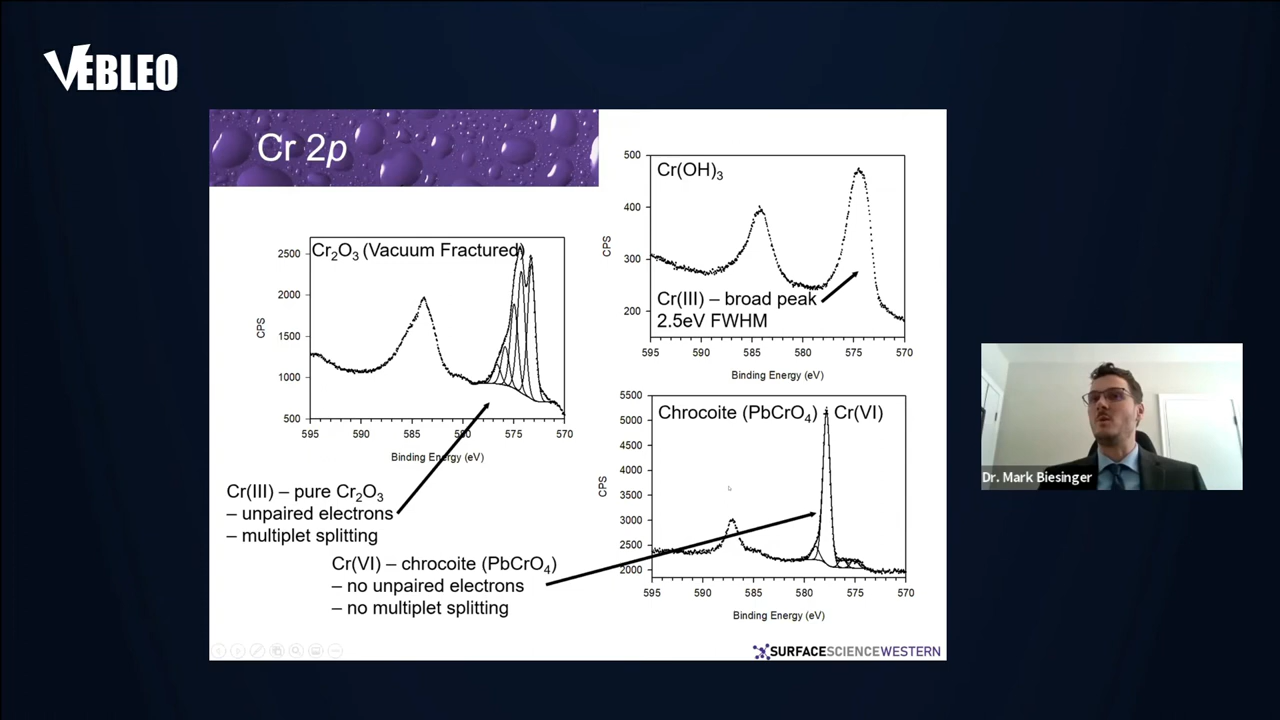 VEBLEO
Cr 2p
Cr₂O₃ (Vacuum Fractured)
2500
2000
1500
1000
500
CPS
595 590 585 580 575 570
Binding Energy (eV)
Cr(III) – pure Cr₂O₃
– unpaired electrons
– multiplet splitting
Cr(VI) – chrocoite (PbCrO₄)
– no unpaired electrons
– no multiplet splitting
Cr(OH)₃
500
400
300
200
CPS
Cr(III) – broad peak
2.5eV FWHM
595 590 585 580 575 570
Binding Energy (eV)
Chrocoite (PbCrO₄) - Cr(VI)
5500
5000
4500
4000
3500
3000
2500
2000
CPS
595 590 585 580 575 570
Binding Energy (eV)
SURFACESCIENCEWESTERN
Dr. Mark Biesinger